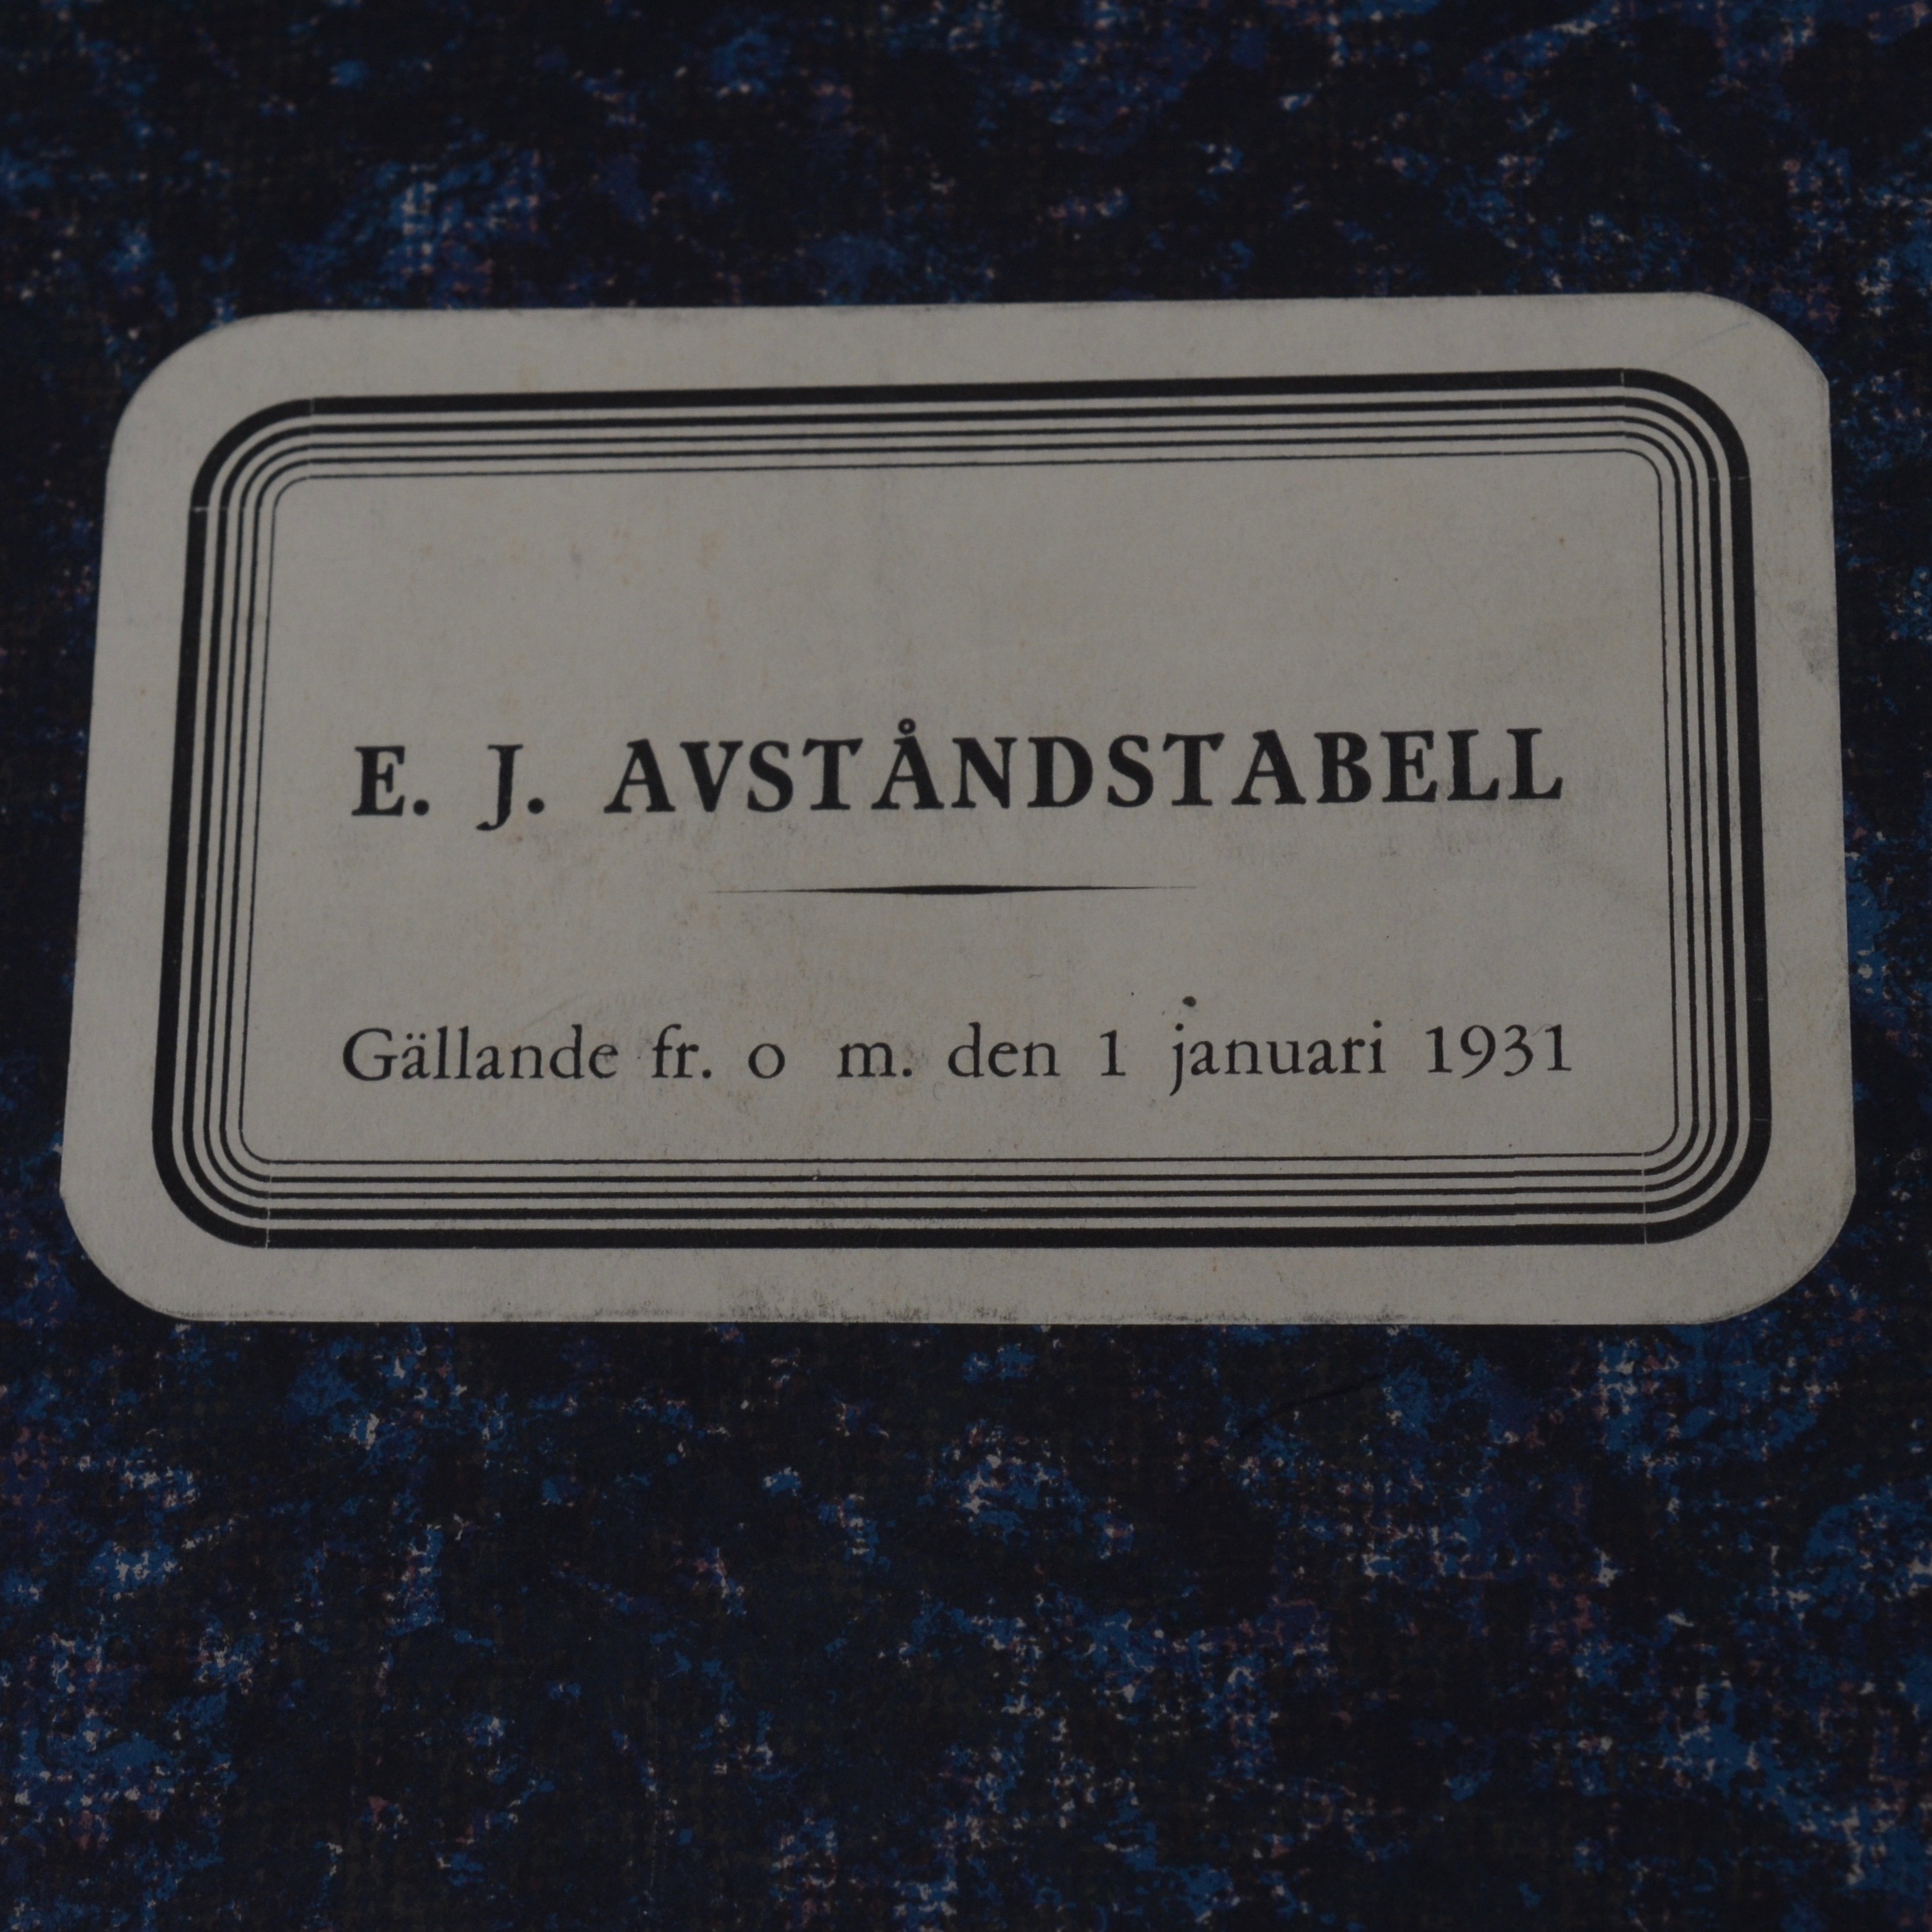 E. J. AVSTÅNDSTABELL
Gällande fr. o m. den 1 januari 1931